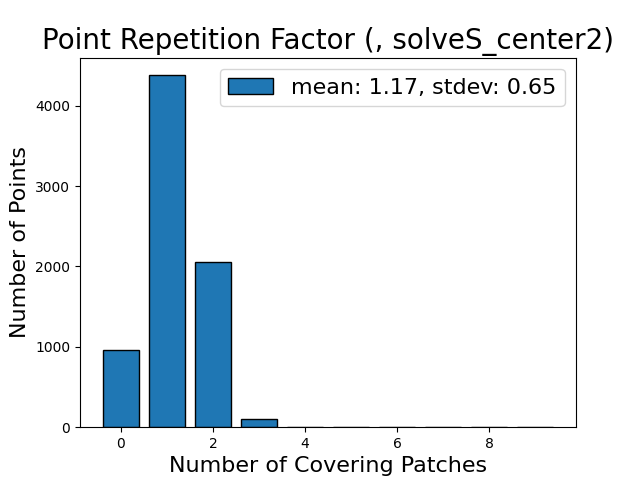 Point Repetition Factor (, solveS_center2)
mean: 1.17, stdev: 0.65
Number of Points
4000
3000
2000
1000
0
0 2 4 6 8
Number of Covering Patches